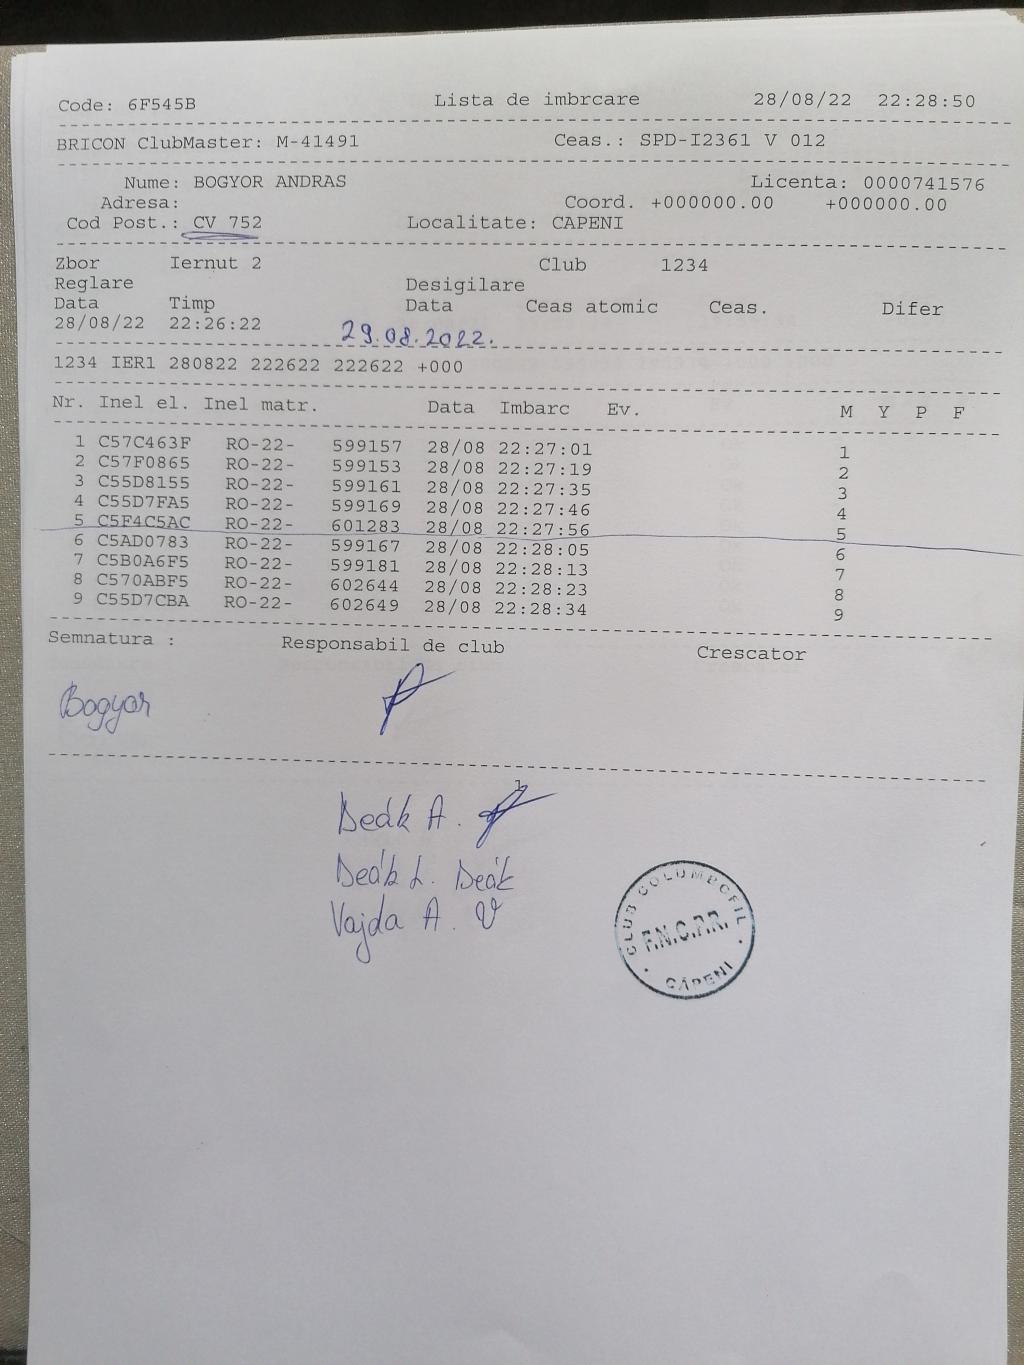 Code: 6F545B Lista de imbrcare 28/08/22 22:28:50
BRICON ClubMaster: M-41491 Ceas.: SPD-I2361 V 012
Nume: BOGYOR ANDRAS Licenta: 0000741576
Adresa: Coord. +000000.00 +000000.00
Cod Post.: CV 752 Localitate: CAPENI
Zbor Iernut 2 Club 1234
Reglare Desigilare
Data Timp Data Ceas atomic Ceas. Difer
28/08/22 22:26:22 29.08.2022.
1234 IER1 280822 222622 222622 +000
Nr. Inel el. Inel matr. Data Imbarc Ev. M Y P F
1 C57C463F RO-22- 599157 28/08 22:27:01 1
2 C57F0865 RO-22- 599153 28/08 22:27:19 2
3 C55D8155 RO-22- 599161 28/08 22:27:35 3
4 C55D7FA5 RO-22- 599169 28/08 22:27:46 4
5 C5F4C5AC RO-22- 601283 28/08 22:27:56 5
6 C5AD0783 RO-22- 599167 28/08 22:28:05 6
7 C5B0A6F5 RO-22- 599181 28/08 22:28:13 7
8 C570ABF5 RO-22- 602644 28/08 22:28:23 8
9 C55D7CBA RO-22- 602649 28/08 22:28:34 9
Semnatura : Responsabil de club Crescator
Bogyor
Deák A.
Deák L. Deák
Vajda A. V
CLUB COLUMBOFIL
F.N.C.P.R.
CĂPENI